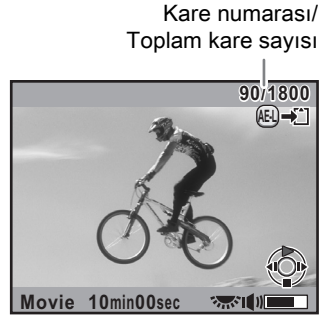 Kare numarası/
Toplam kare sayısı
90/1800
AE-L
Movie 10min00sec